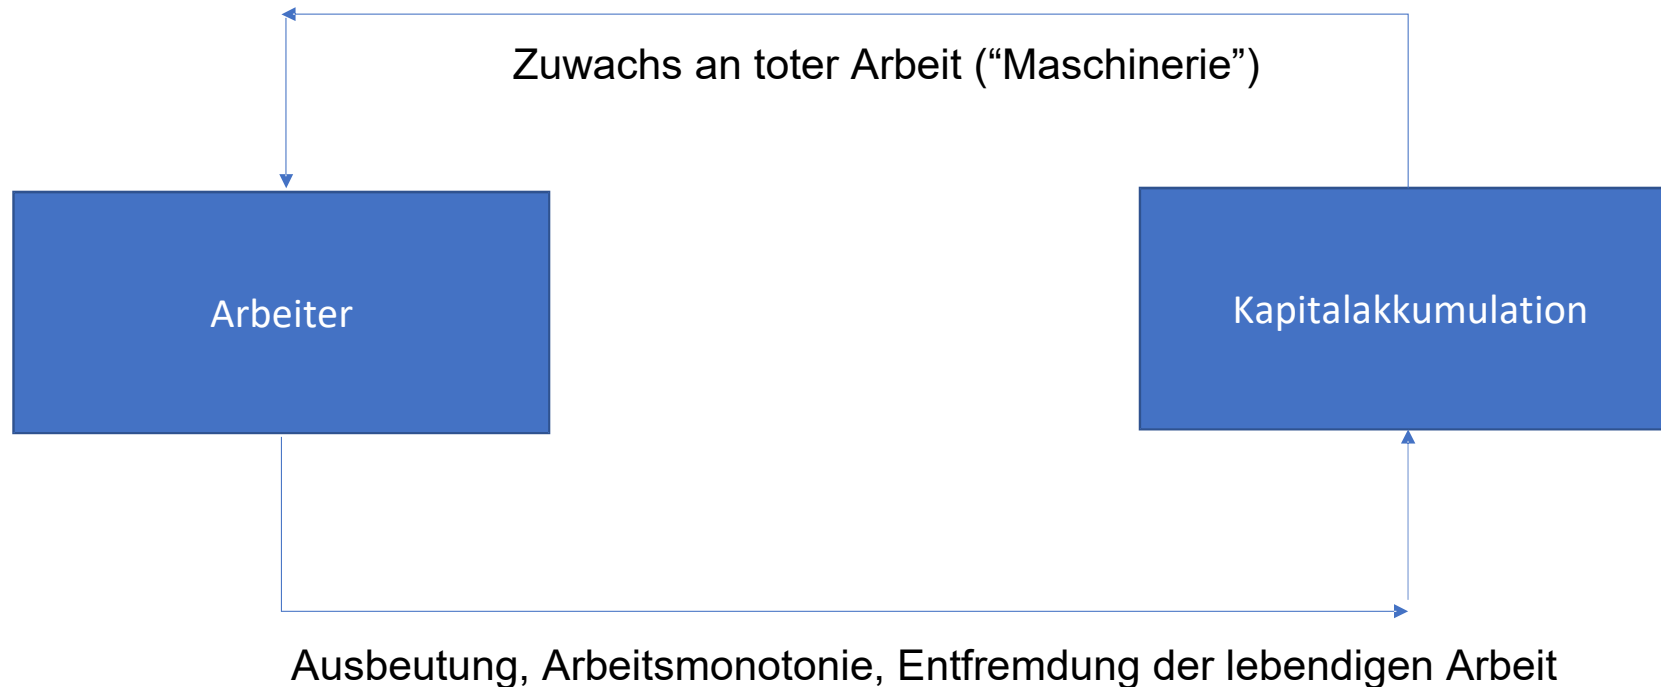 Zuwachs an toter Arbeit (“Maschinerie”)
Arbeiter
Kapitalakkumulation
Ausbeutung, Arbeitsmonotonie, Entfremdung der lebendigen Arbeit